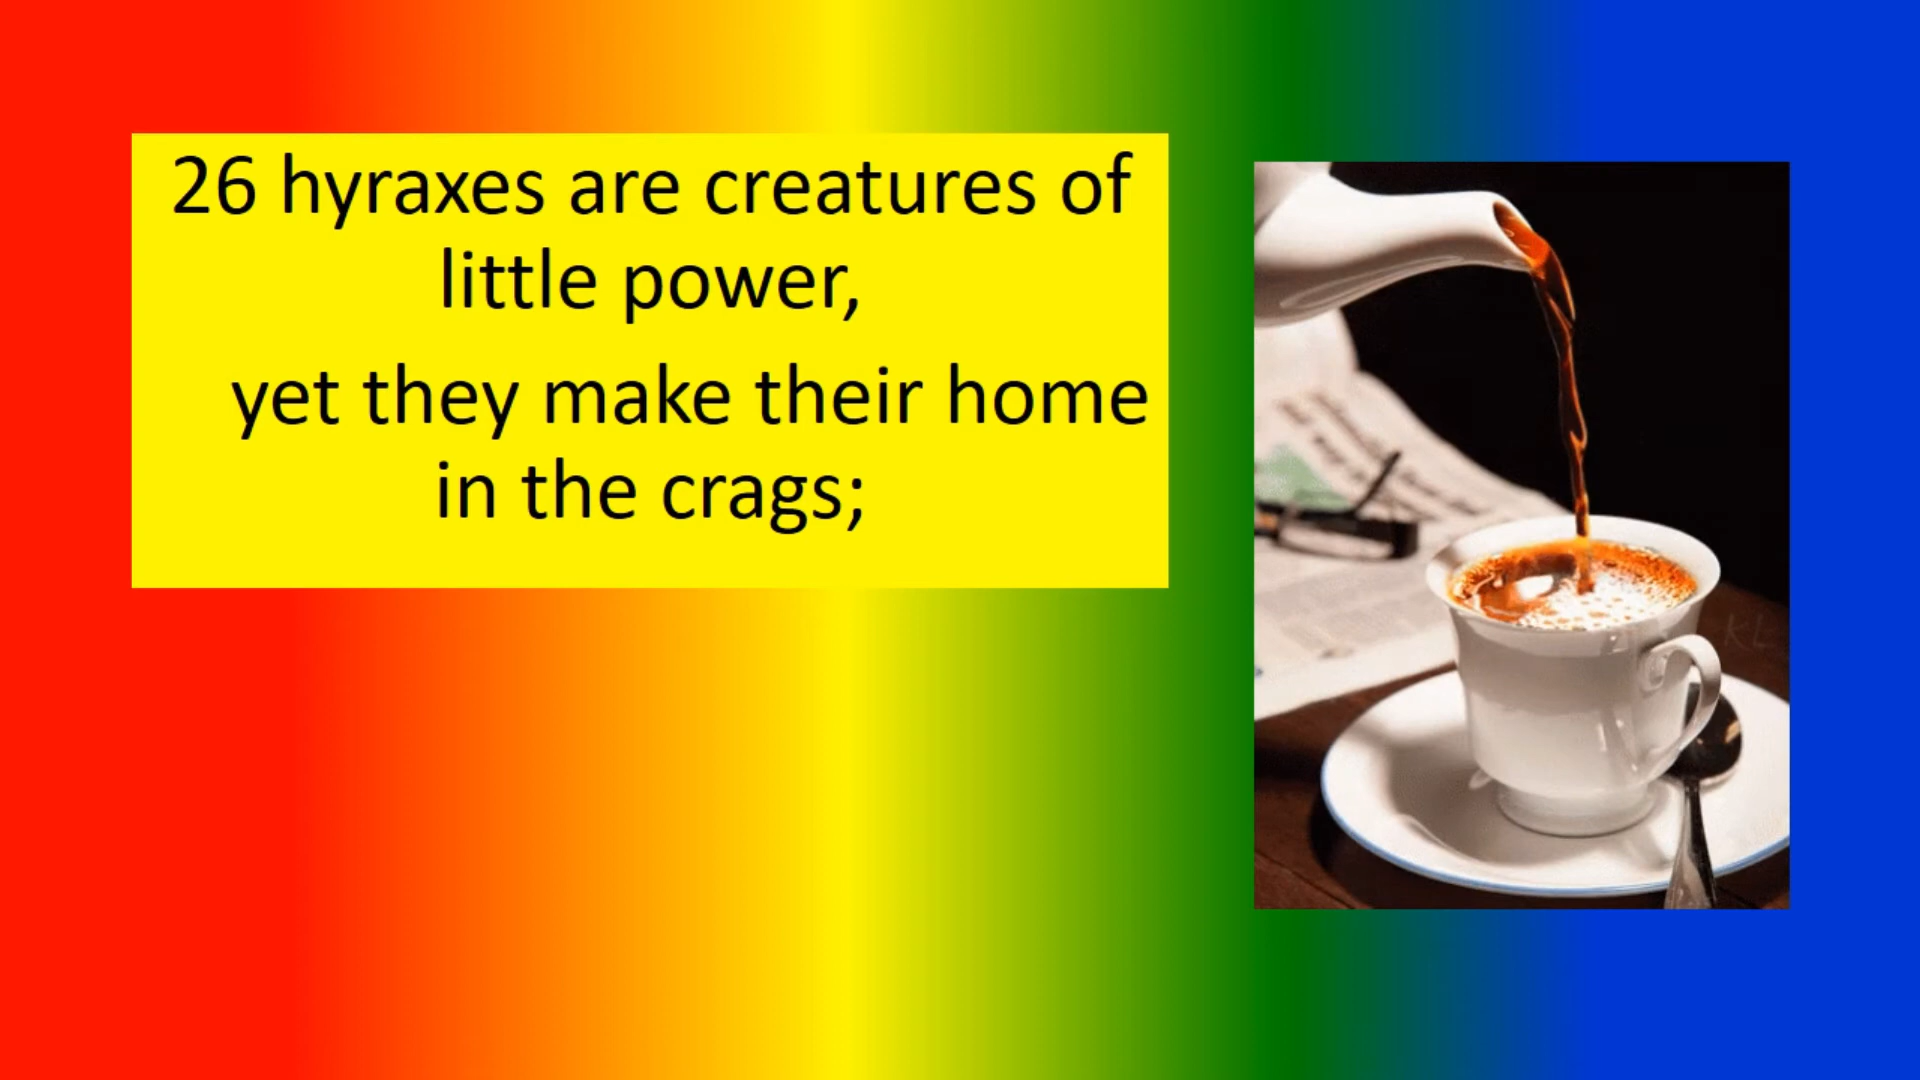 26 hyraxes are creatures of
little power,
yet they make their home
in the crags;